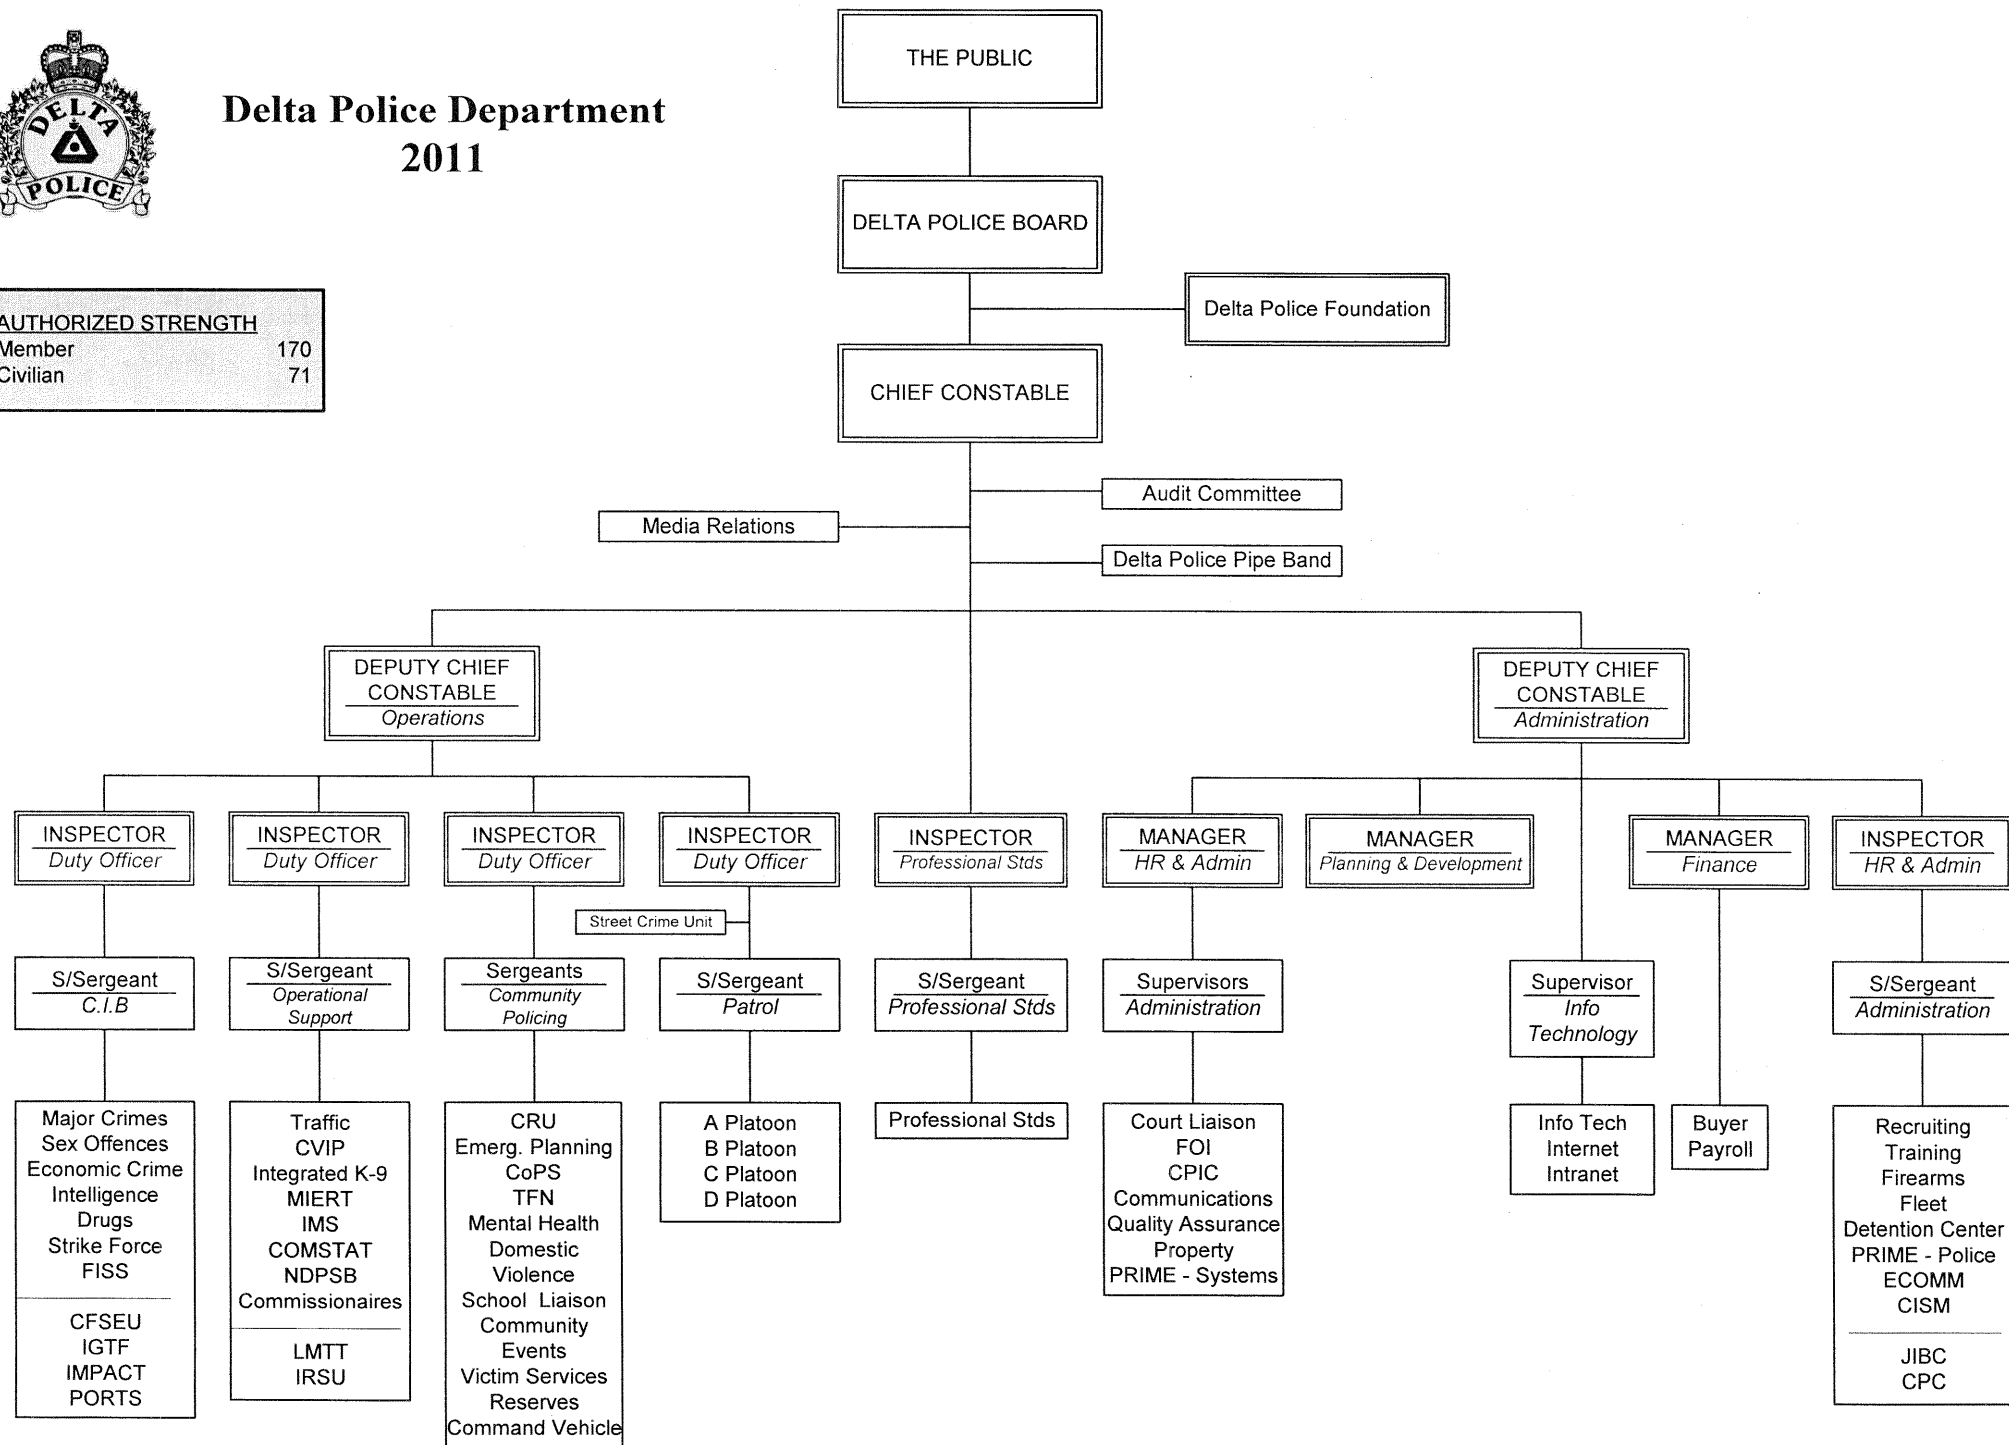 DELTA
POLICE
Delta Police Department
2011
AUTHORIZED STRENGTH
Member 170
Civilian 71
THE PUBLIC
DELTA POLICE BOARD
Delta Police Foundation
CHIEF CONSTABLE
Audit Committee
Media Relations
Delta Police Pipe Band
DEPUTY CHIEF
CONSTABLE
Operations
DEPUTY CHIEF
CONSTABLE
Administration
INSPECTOR
Duty Officer
INSPECTOR
Duty Officer
INSPECTOR
Duty Officer
INSPECTOR
Duty Officer
INSPECTOR
Professional Stds
MANAGER
HR & Admin
MANAGER
Planning & Development
MANAGER
Finance
INSPECTOR
HR & Admin
Street Crime Unit
S/Sergeant
C.I.B
S/Sergeant
Operational
Support
Sergeants
Community
Policing
S/Sergeant
Patrol
S/Sergeant
Professional Stds
Supervisors
Administration
Supervisor
Info
Technology
S/Sergeant
Administration
Major Crimes
Sex Offences
Economic Crime
Intelligence
Drugs
Strike Force
FISS
CFSEU
IGTF
IMPACT
PORTS
Traffic
CVIP
Integrated K-9
MIERT
IMS
COMSTAT
NDPSB
Commissionaires
LMTT
IRSU
CRU
Emerg. Planning
CoPS
TFN
Mental Health
Domestic
Violence
School Liaison
Community
Events
Victim Services
Reserves
Command Vehicle
A Platoon
B Platoon
C Platoon
D Platoon
Professional Stds
Court Liaison
FOI
CPIC
Communications
Quality Assurance
Property
PRIME - Systems
Info Tech
Internet
Intranet
Buyer
Payroll
Recruiting
Training
Firearms
Fleet
Detention Center
PRIME - Police
ECOMM
CISM
JIBC
CPC